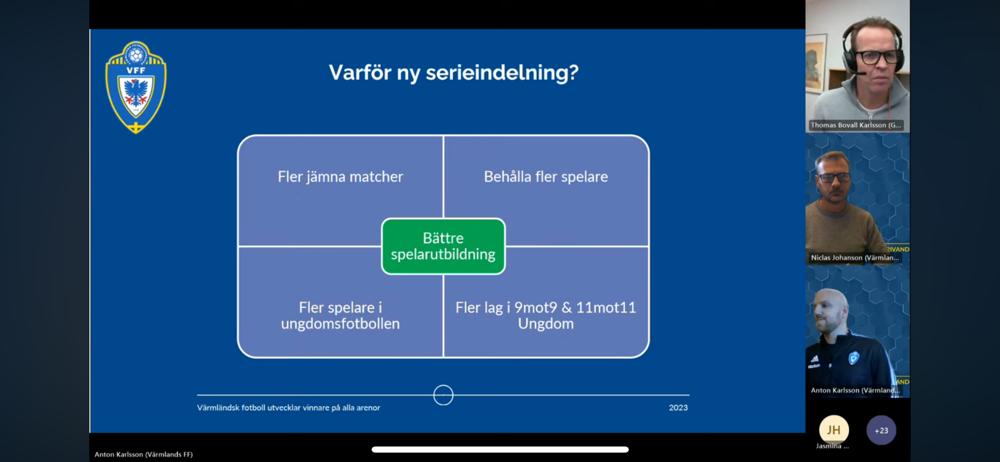 VFF
Varför ny serieindelning?
Fler jämna matcher
Behålla fler spelare
Bättre
spelarutbildning
Fler spelare i
ungdomsfotbollen
Fler lag i 9mot9 & 11mot11
Ungdom
Värmländsk fotboll utvecklar vinnare på alla arenor
2023
Anton Karlsson (Värmlands FF)
Thomas Bovall Karlsson (G...
RIVAND
Niclas Johanson (Värmlan...
AND
Anton Karlsson (Värmland...
JH
Jasmina ...
+23